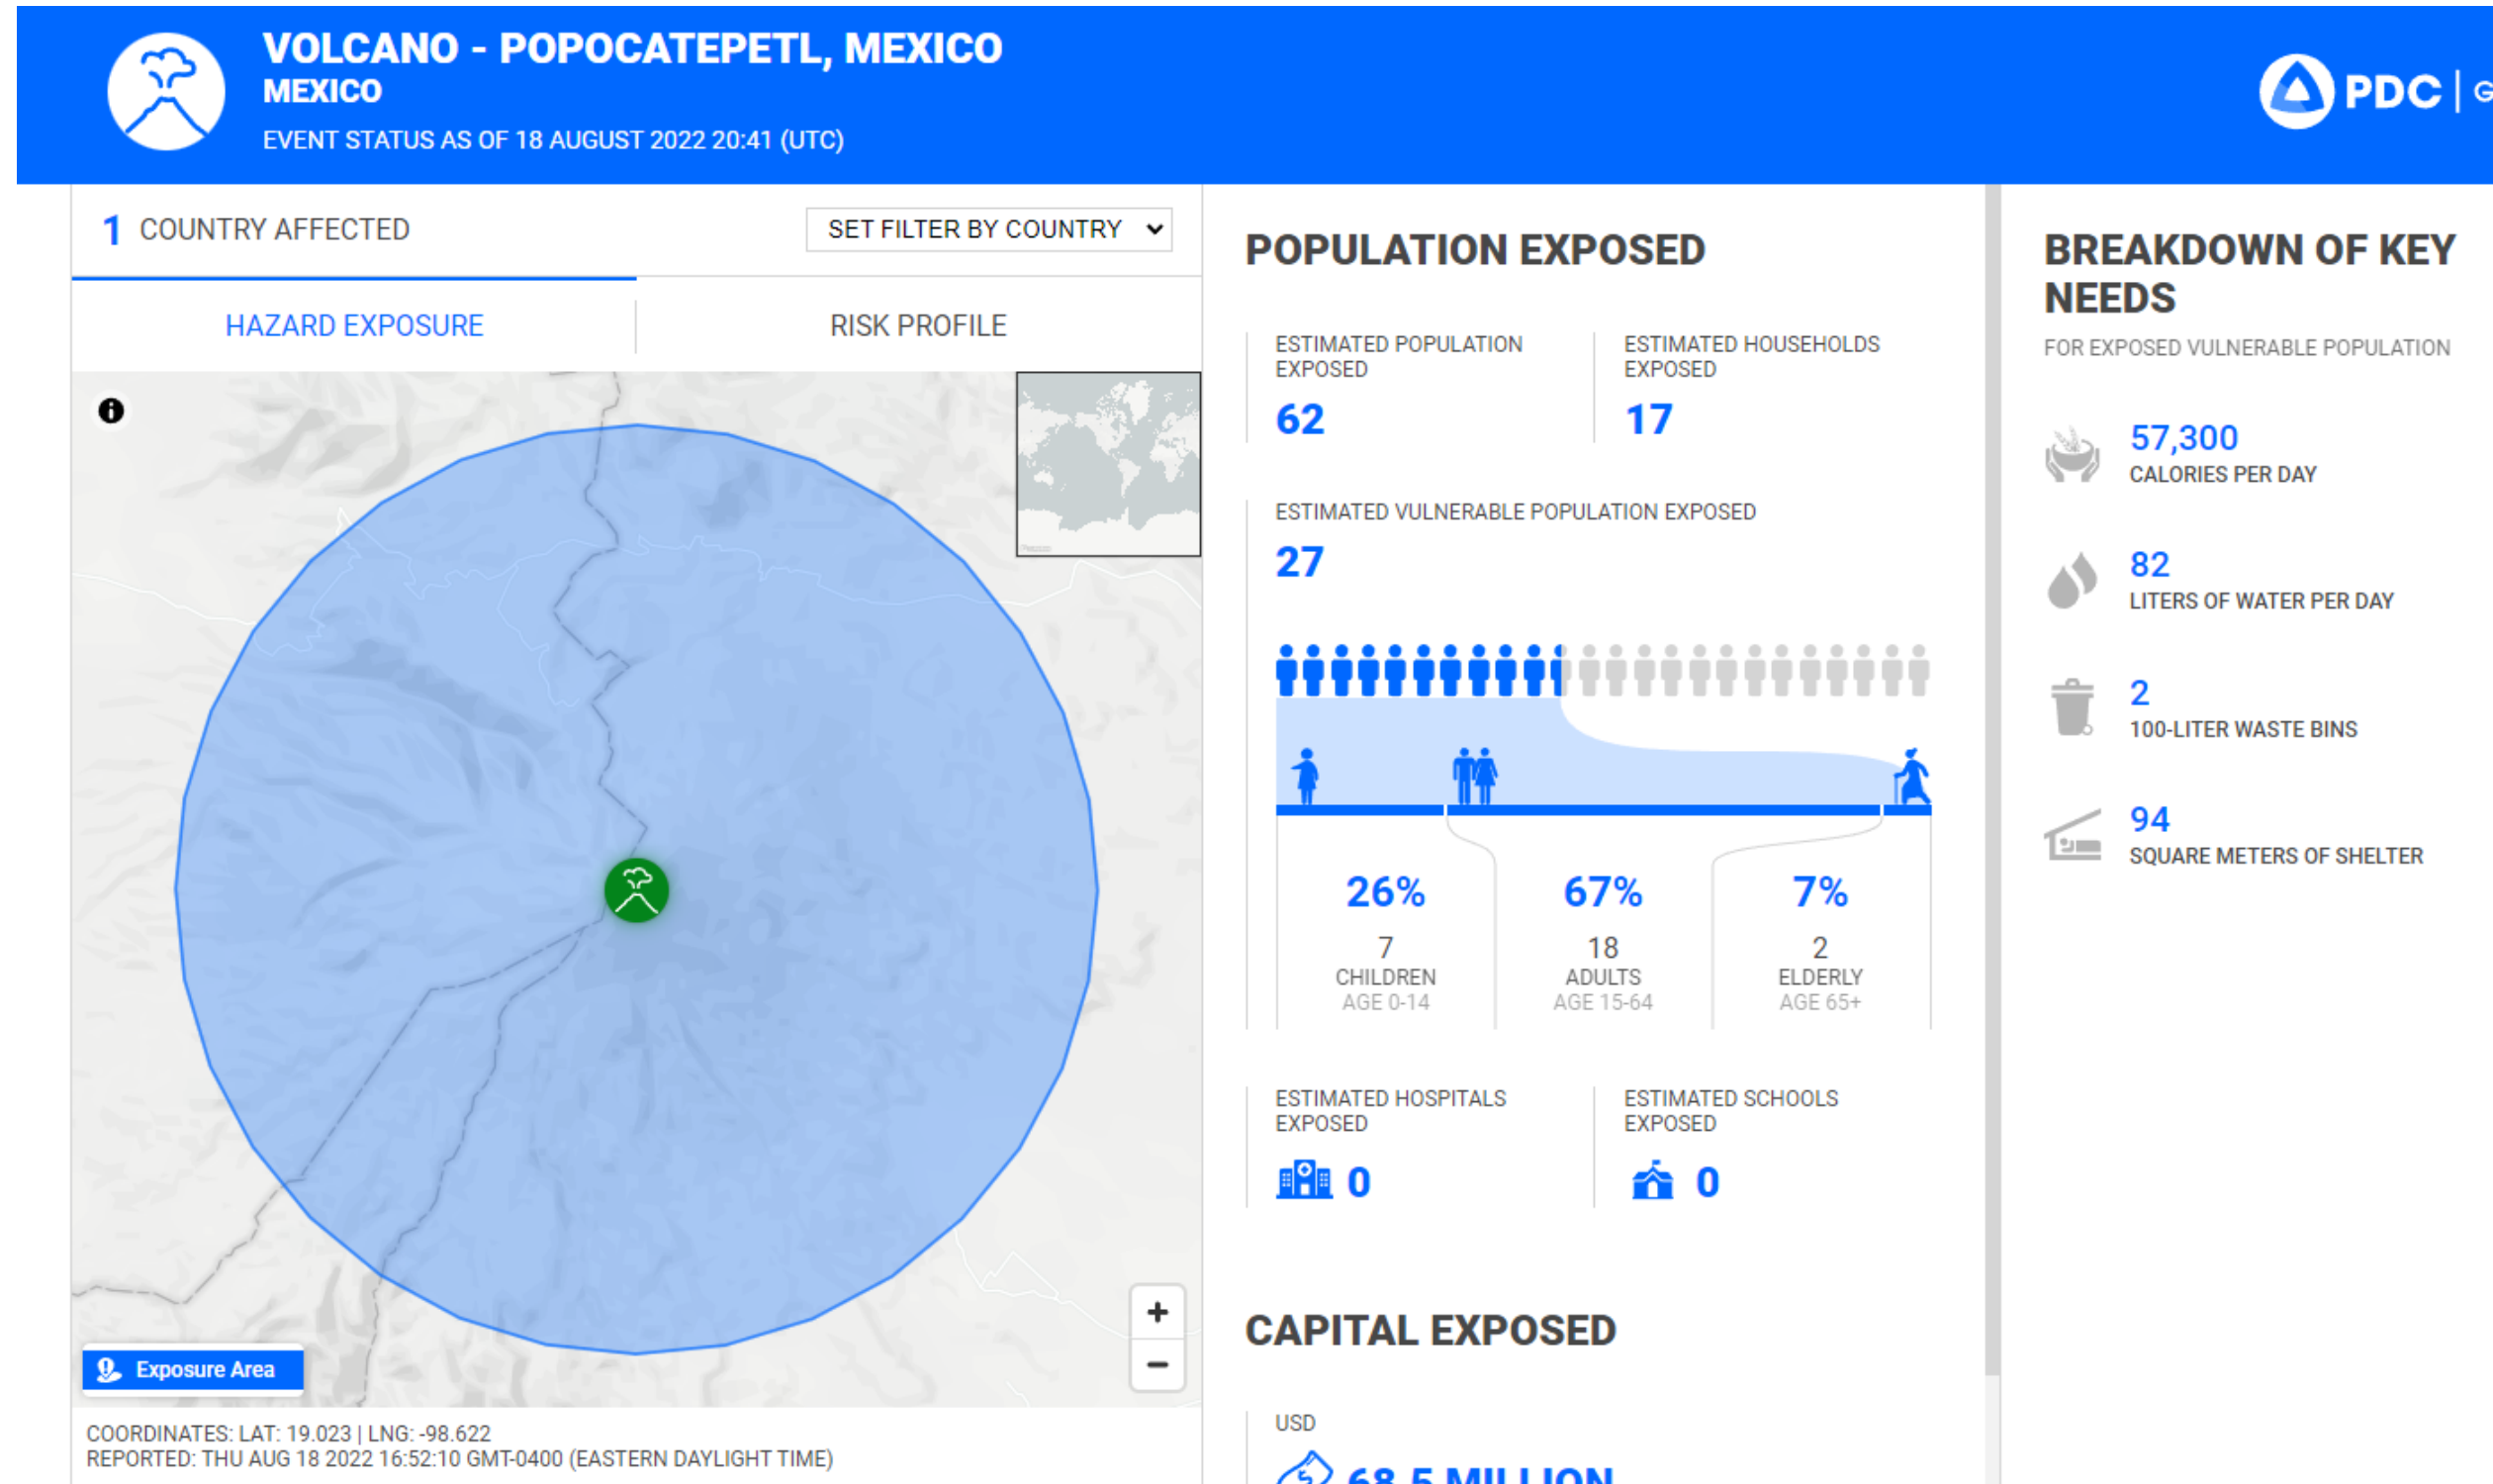 VOLCANO - POPOCATEPETL, MEXICO
MEXICO
EVENT STATUS AS OF 18 AUGUST 2022 20:41 (UTC)
PDC
1 COUNTRY AFFECTED
SET FILTER BY COUNTRY
HAZARD EXPOSURE
RISK PROFILE
Exposure Area
+
−
COORDINATES: LAT: 19.023 | LNG: -98.622
REPORTED: THU AUG 18 2022 16:52:10 GMT-0400 (EASTERN DAYLIGHT TIME)
POPULATION EXPOSED
ESTIMATED POPULATION
EXPOSED
62
ESTIMATED HOUSEHOLDS
EXPOSED
17
ESTIMATED VULNERABLE POPULATION EXPOSED
27
26%
7
CHILDREN
AGE 0-14
67%
18
ADULTS
AGE 15-64
7%
2
ELDERLY
AGE 65+
ESTIMATED HOSPITALS
EXPOSED
0
ESTIMATED SCHOOLS
EXPOSED
0
CAPITAL EXPOSED
USD
68.5 MILLION
BREAKDOWN OF KEY
NEEDS
FOR EXPOSED VULNERABLE POPULATION
57,300
CALORIES PER DAY
82
LITERS OF WATER PER DAY
2
100-LITER WASTE BINS
94
SQUARE METERS OF SHELTER